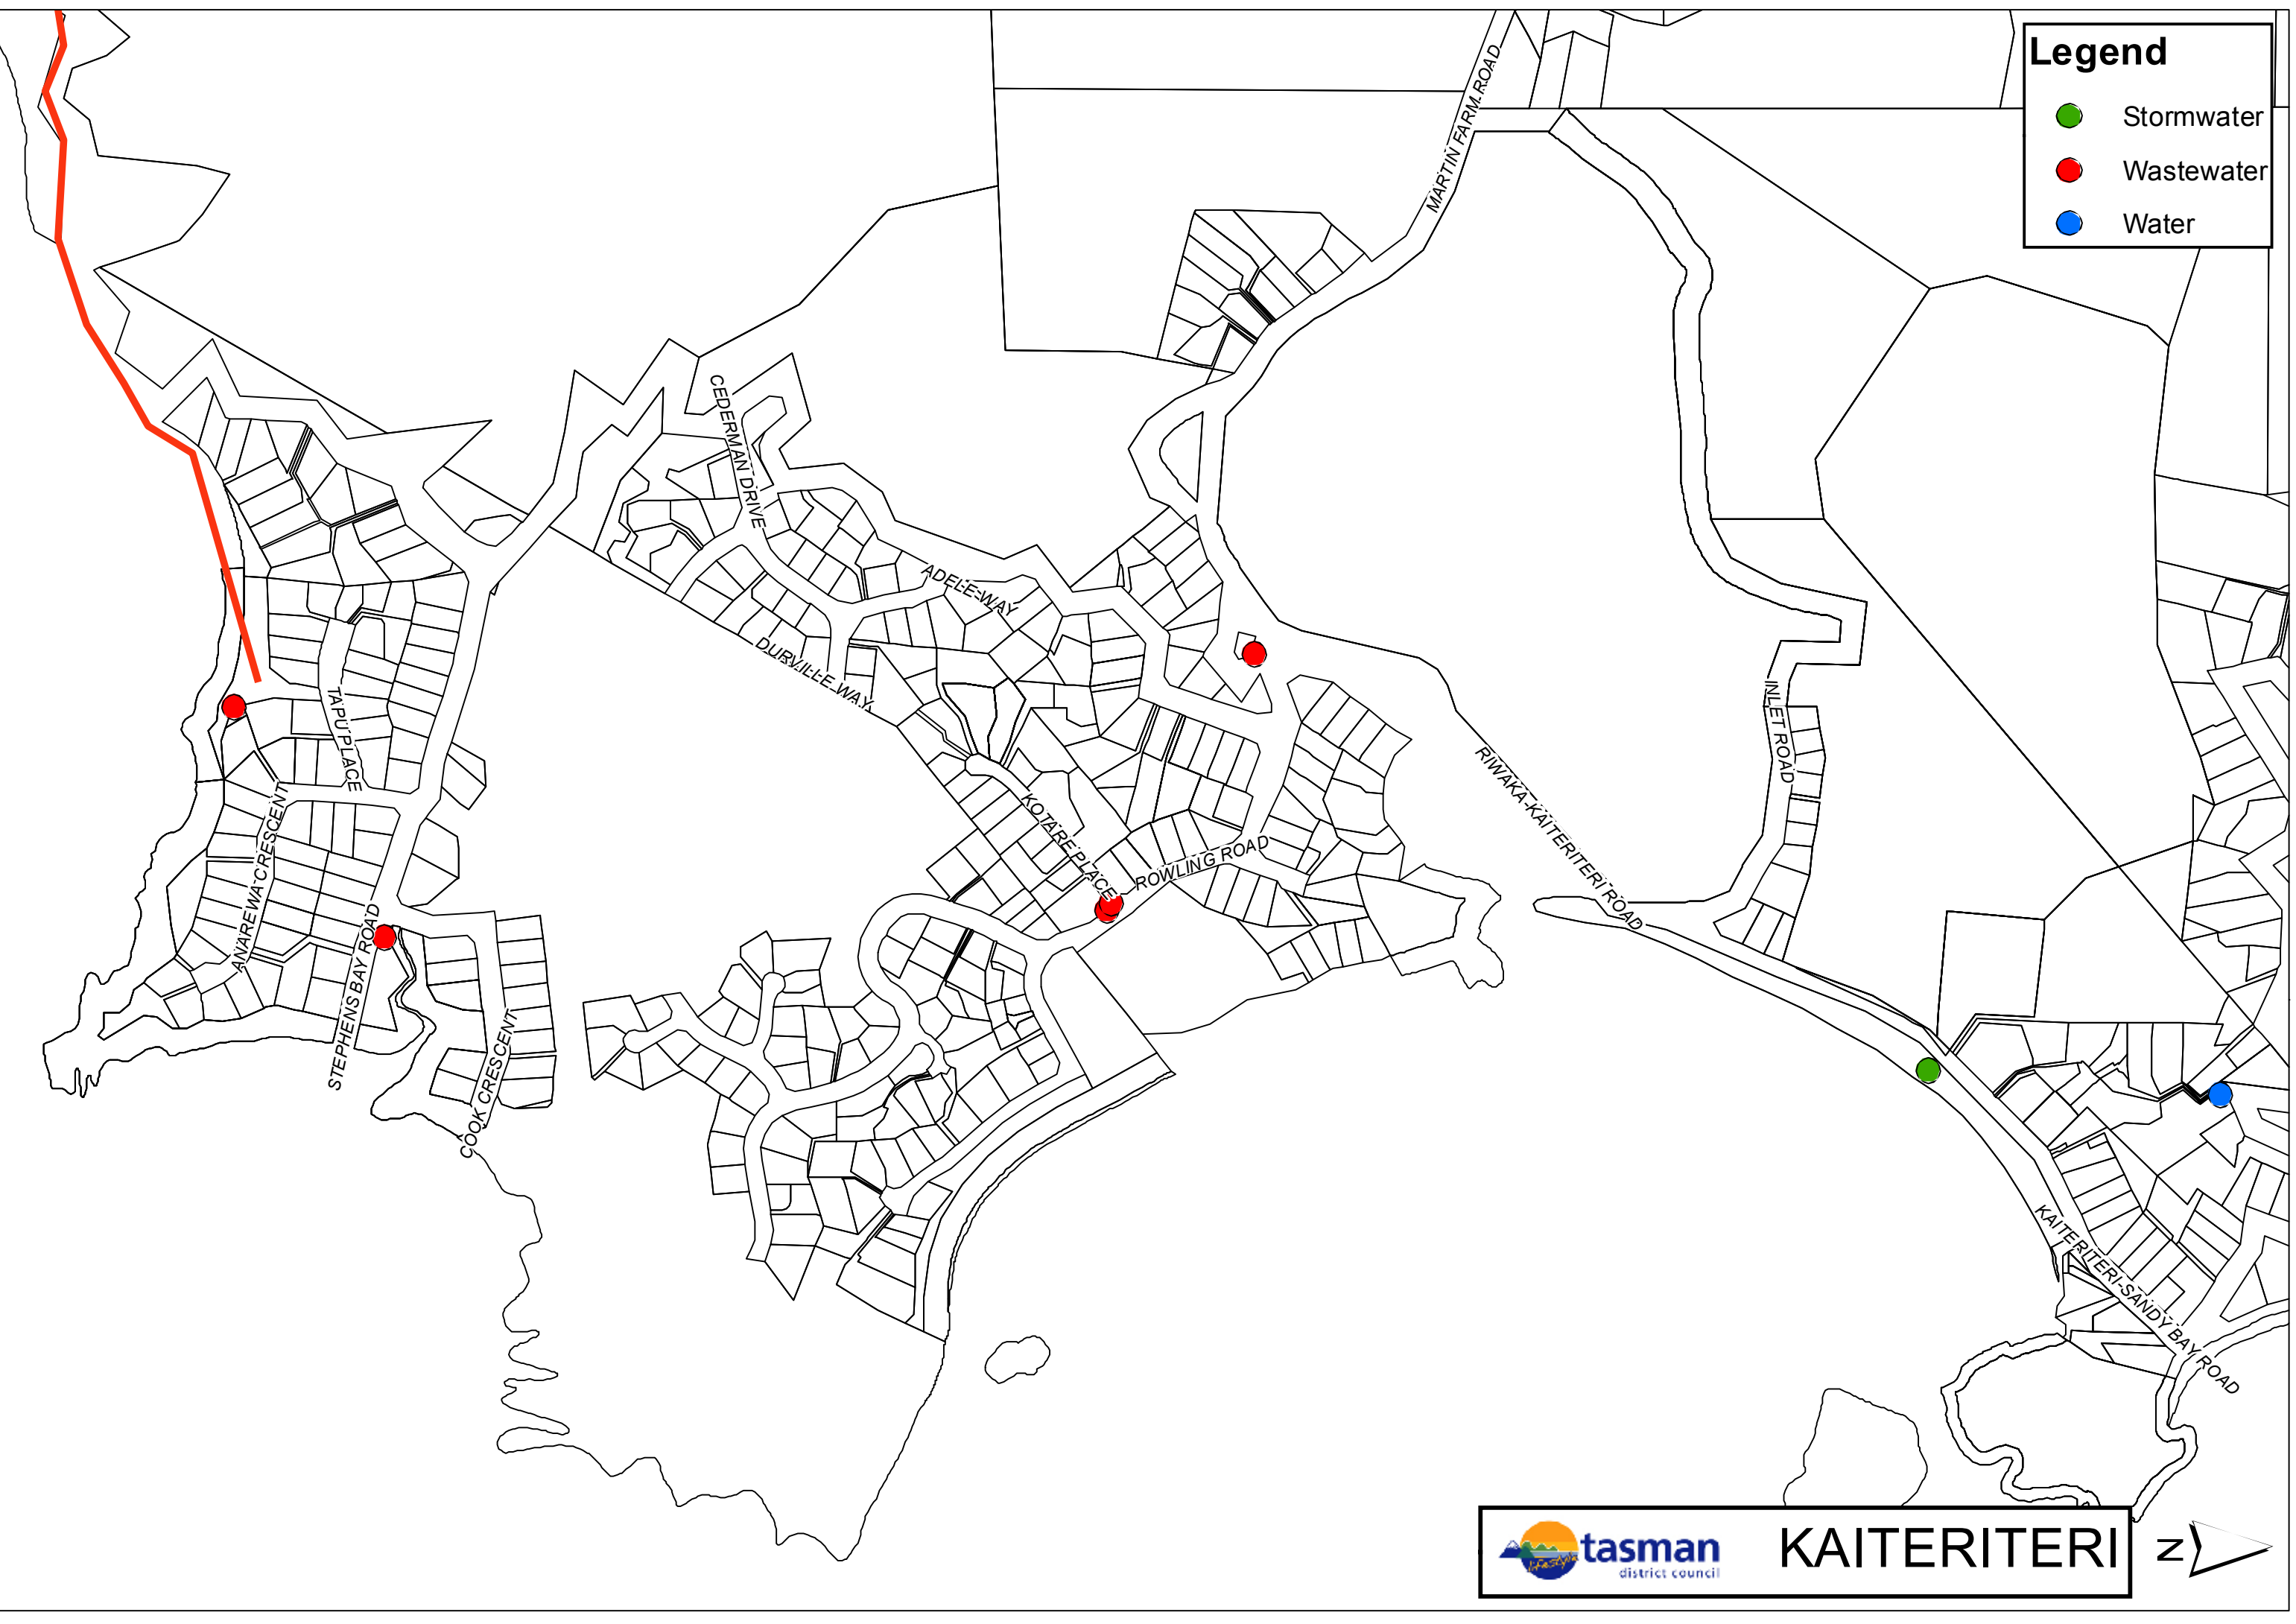 Legend
Stormwater
Wastewater
Water
MARTIN FARM ROAD
CEDERMAN DRIVE
ADELE WAY
DURVILLE WAY
TAPU PLACE
ANAREWA CRESCENT
STEPHENS BAY ROAD
COOK CRESCENT
KOTARE PLACE
ROWLING ROAD
RIWAKA-KAITERITERI ROAD
INLET ROAD
KAITERITERI-SANDY BAY ROAD
lifestyle
tasman
district council
KAITERITERI
N